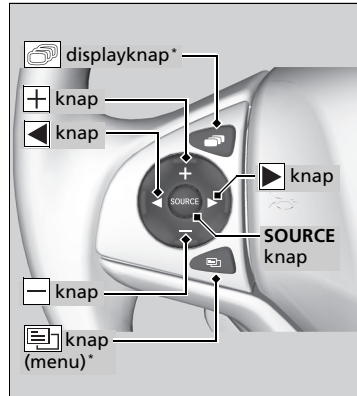 displayknap*
+ knap
◀ knap
▶ knap
SOURCE
SOURCE
knap
− knap
knap
(menu)*